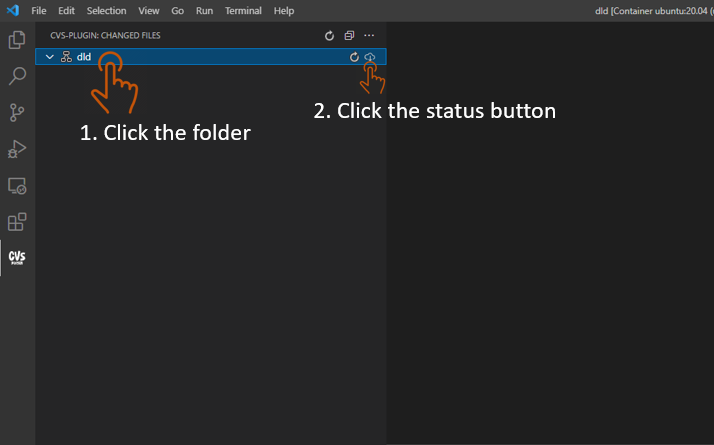 File Edit Selection View Go Run Terminal Help
dld [Container ubuntu:20.04 (
CVS-PLUGIN: CHANGED FILES
dld
1. Click the folder
2. Click the status button
CVS